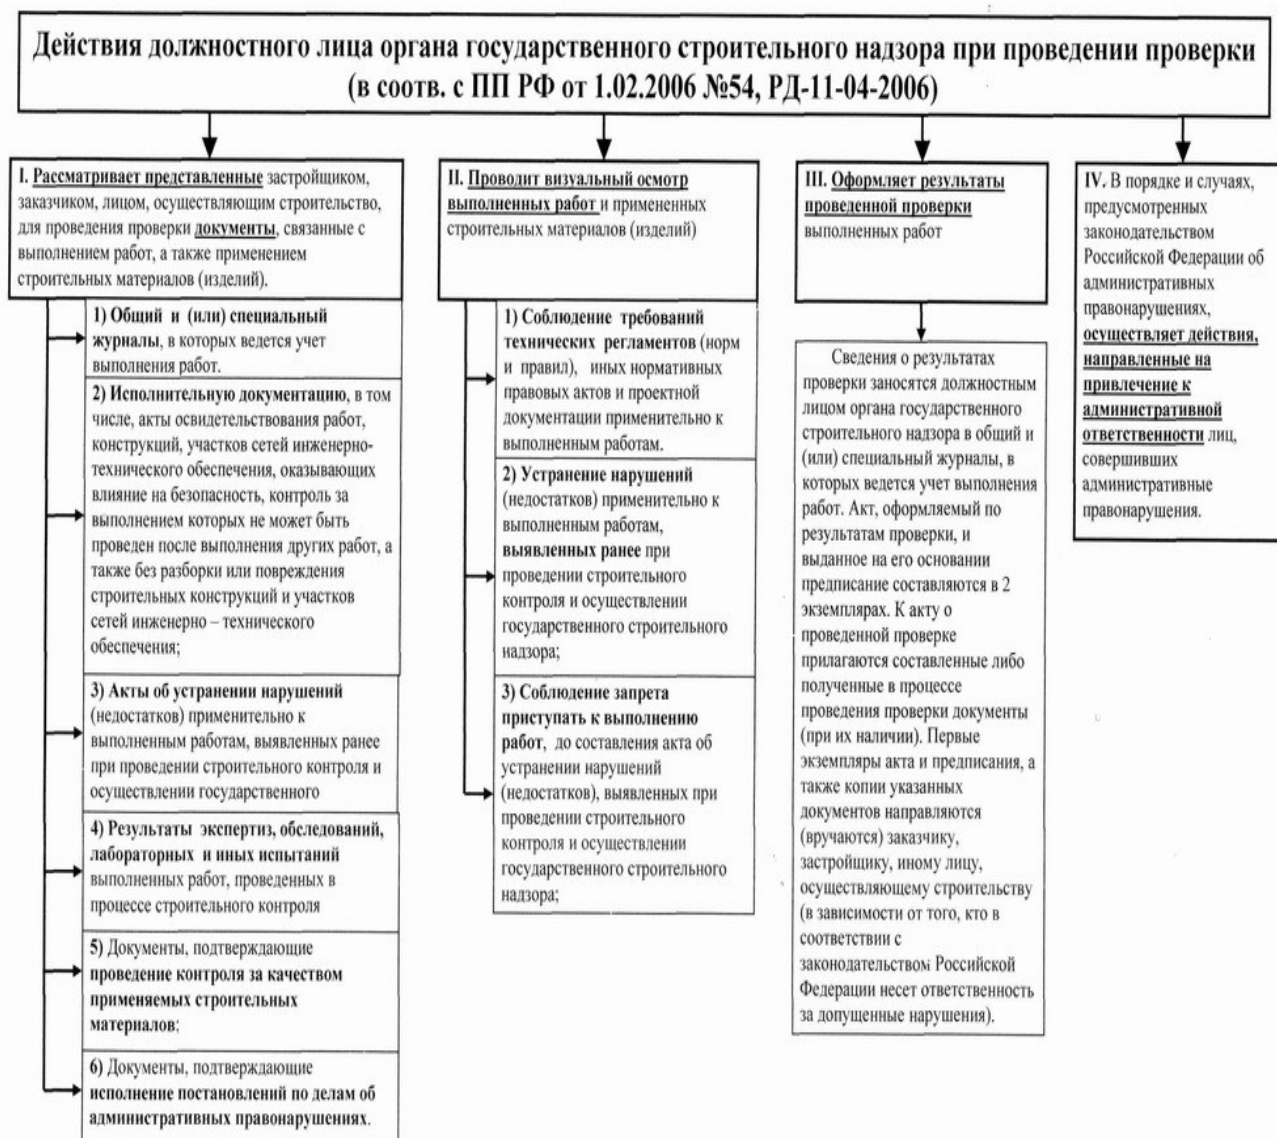 Действия должностного лица органа государственного строительного надзора при проведении проверки
(в соотв. с ПП РФ от 1.02.2006 №54, РД-11-04-2006)
I. Рассматривает представленные застройщиком,
заказчиком, лицом, осуществляющим строительство,
для проведения проверки документы, связанные с
выполнением работ, а также применением
строительных материалов (изделий).
1) Общий и (или) специальный
журналы, в которых ведется учет
выполнения работ.
2) Исполнительную документацию, в том
числе, акты освидетельствования работ,
конструкций, участков сетей инженерно-
технического обеспечения, оказывающих
влияние на безопасность, контроль за
выполнением которых не может быть
проведен после выполнения других работ, а
также без разборки или повреждения
строительных конструкций и участков
сетей инженерно – технического
обеспечения;
3) Акты об устранении нарушений
(недостатков) применительно к
выполненным работам, выявленных ранее
при проведении строительного контроля и
осуществлении государственного
4) Результаты экспертиз, обследований,
лабораторных и иных испытаний
выполненных работ, проведенных в
процессе строительного контроля
5) Документы, подтверждающие
проведение контроля за качеством
применяемых строительных
материалов;
6) Документы, подтверждающие
исполнение постановлений по делам об
административных правонарушениях.
II. Проводит визуальный осмотр
выполненных работ и примененных
строительных материалов (изделий)
1) Соблюдение требований
технических регламентов (норм
и правил), иных нормативных
правовых актов и проектной
документации применительно к
выполненным работам.
2) Устранение нарушений
(недостатков) применительно к
выполненным работам,
выявленных ранее при
проведении строительного
контроля и осуществлении
государственного строительного
надзора;
3) Соблюдение запрета
приступать к выполнению
работ, до составления акта об
устранении нарушений
(недостатков), выявленных при
проведении строительного
контроля и осуществлении
государственного строительного
надзора;
III. Оформляет результаты
проведенной проверки
выполненных работ
Сведения о результатах
проверки заносятся должностным
лицом органа государственного
строительного надзора в общий и
(или) специальный журналы, в
которых ведется учет выполнения
работ. Акт, оформляемый по
результатам проверки, и
выданное на его основании
предписание составляются в 2
экземплярах. К акту о
проведенной проверке
прилагаются составленные либо
полученные в процессе
проведения проверки документы
(при их наличии). Первые
экземпляры акта и предписания, а
также копии указанных
документов направляются
(вручаются) заказчику,
застройщику, иному лицу,
осуществляющему строительству
(в зависимости от того, кто в
соответствии с
законодательством Российской
Федерации несет ответственность
за допущенные нарушения).
IV. В порядке и случаях,
предусмотренных
законодательством
Российской Федерации об
административных
правонарушениях,
осуществляет действия,
направленные на
привлечение к
административной
ответственности лиц,
совершивших
административные
правонарушения.